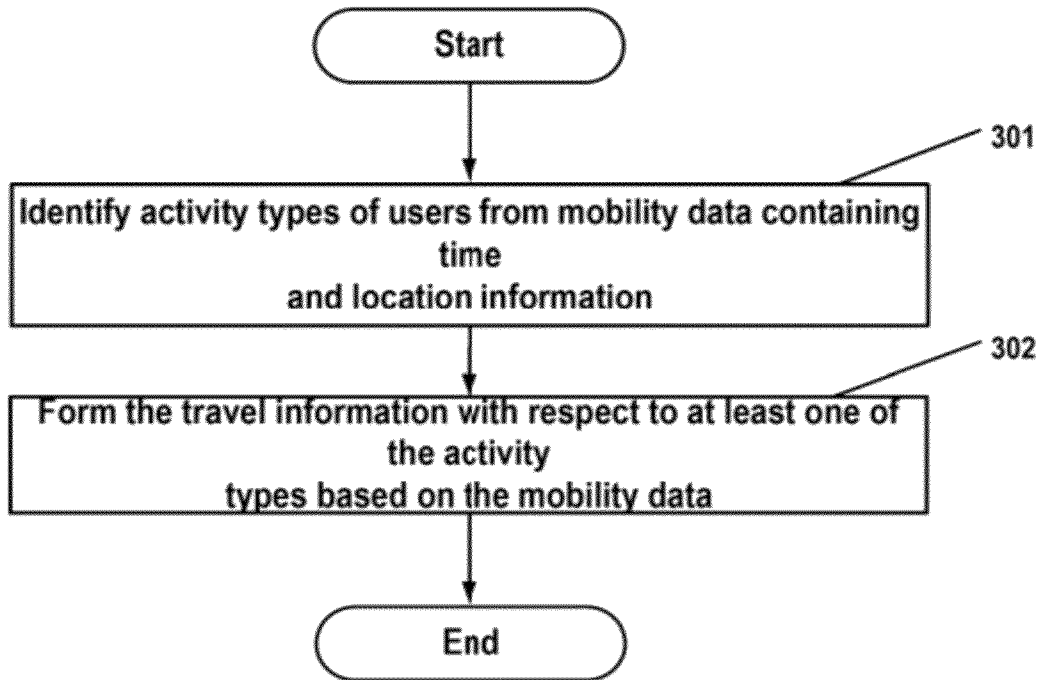 Start
301
Identify activity types of users from mobility data containing
time
and location information
302
Form the travel information with respect to at least one of
the activity
types based on the mobility data
End